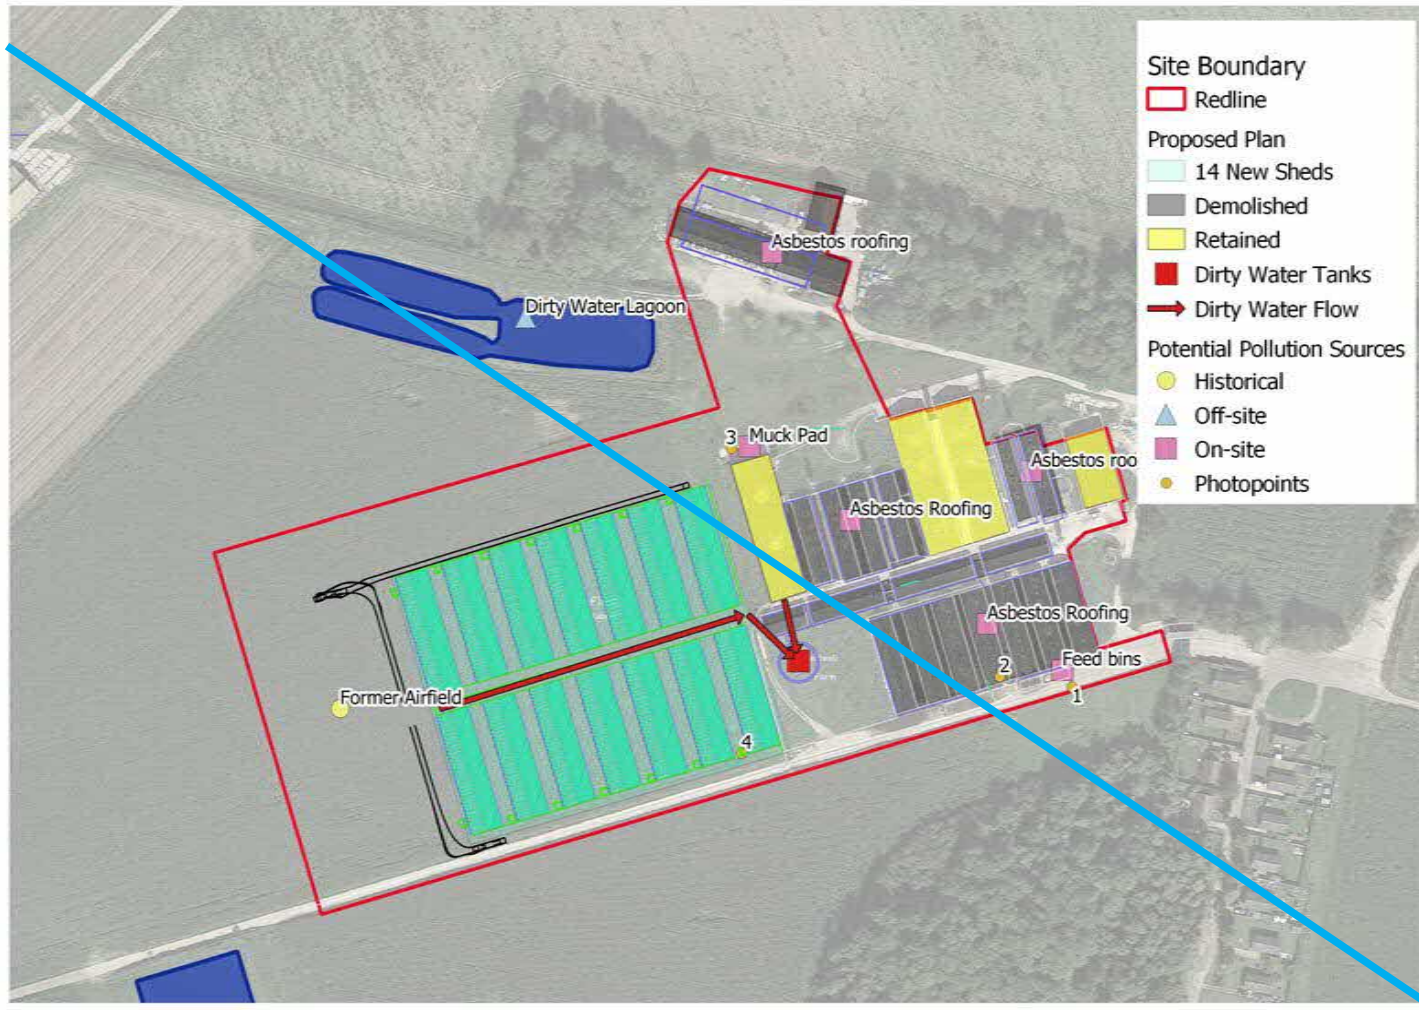 Site Boundary
Redline
Proposed Plan
14 New Sheds
Demolished
Retained
Dirty Water Tanks
Dirty Water Flow
Potential Pollution Sources
Historical
Off-site
On-site
Photopoints
Asbestos roofing
Dirty Water Lagoon
3
Muck Pad
Asbestos roo
Asbestos Roofing
Asbestos Roofing
Feed bins
2
1
Former Airfield
4